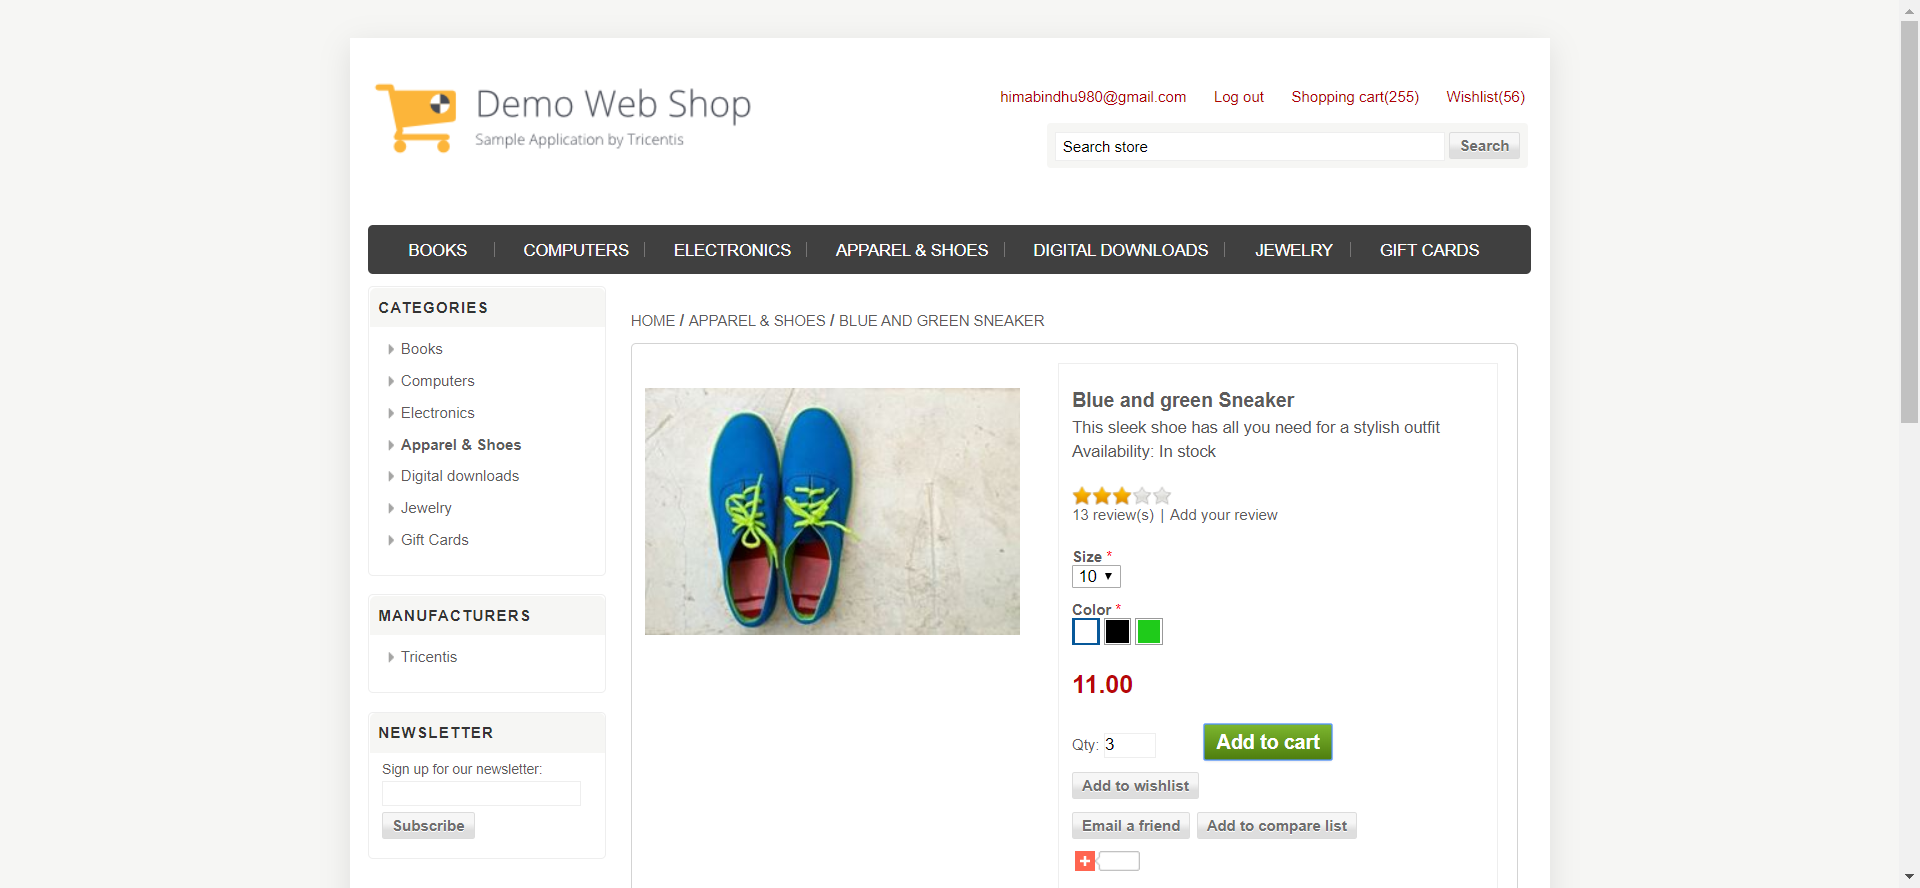 Demo Web Shop
Sample Application by Tricentis
himabindhu980@gmail.com Log out Shopping cart(255) Wishlist(56)
Search store Search
BOOKS COMPUTERS ELECTRONICS APPAREL & SHOES DIGITAL DOWNLOADS JEWELRY GIFT CARDS
CATEGORIES
Books
Computers
Electronics
Apparel & Shoes
Digital downloads
Jewelry
Gift Cards
MANUFACTURERS
Tricentis
NEWSLETTER
Sign up for our newsletter:
Subscribe
HOME / APPAREL & SHOES / BLUE AND GREEN SNEAKER
Blue and green Sneaker
This sleek shoe has all you need for a stylish outfit
Availability: In stock
13 review(s) | Add your review
Size *
10
Color *
11.00
Qty: 3 Add to cart
Add to wishlist
Email a friend Add to compare list